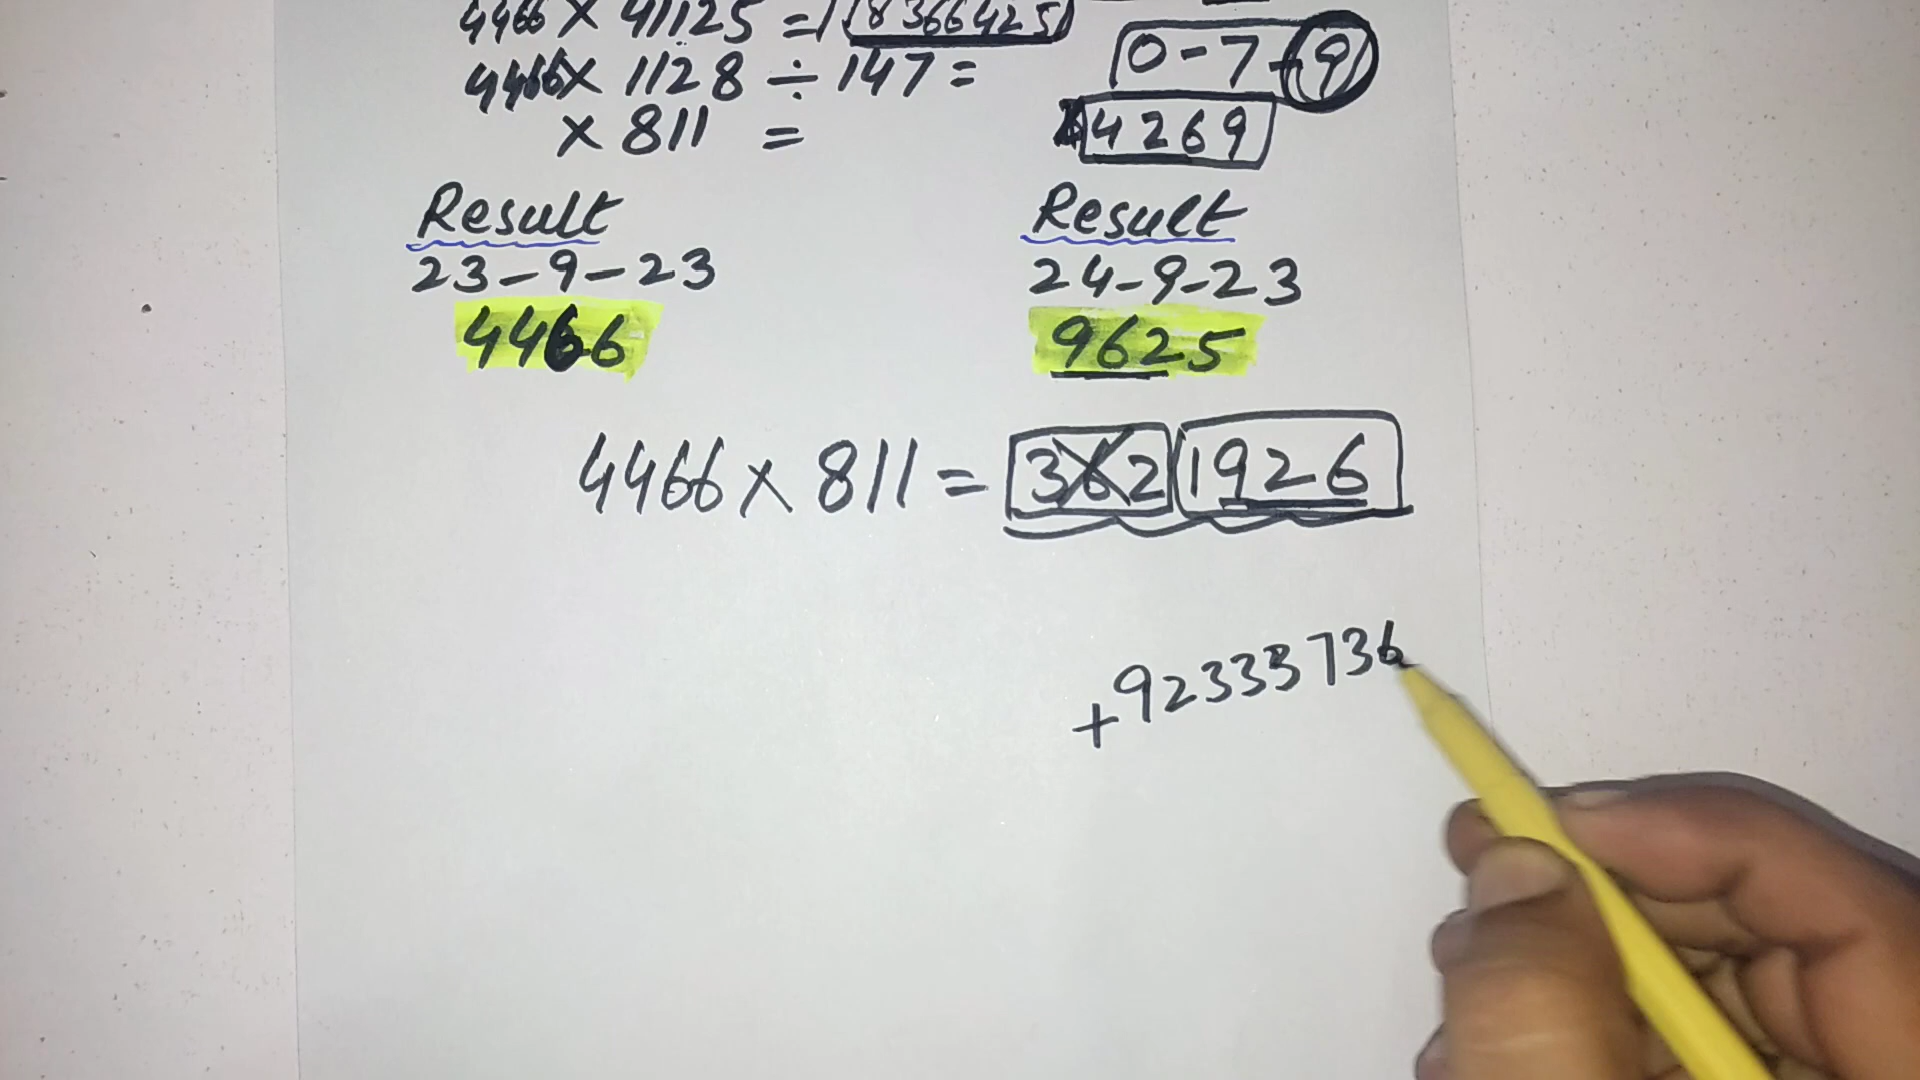 4466 × 41125 = 118366425
0-7-9
4466 × 1128 ÷ 147 =
× 811 =
4269
Result
23-9-23
4466
Result
24-9-23
9625
4466 × 811 = 362 1926
+92333736